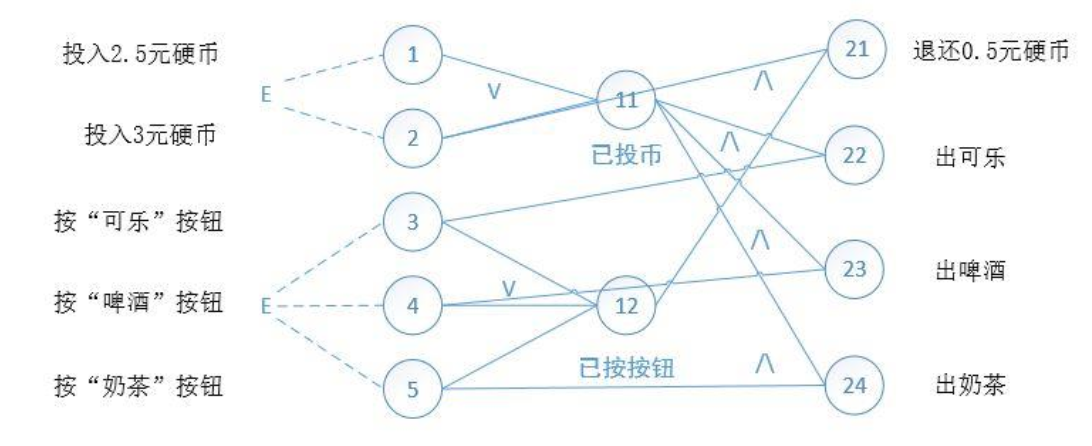 投入2.5元硬币
1
21
退还0.5元硬币
E
V
11
/\
投入3元硬币
2
已投币
/\
22
出可乐
按“可乐”按钮
3
/\
23
出啤酒
按“啤酒”按钮
E
4
V
12
按“奶茶”按钮
5
已按按钮
/\
24
出奶茶